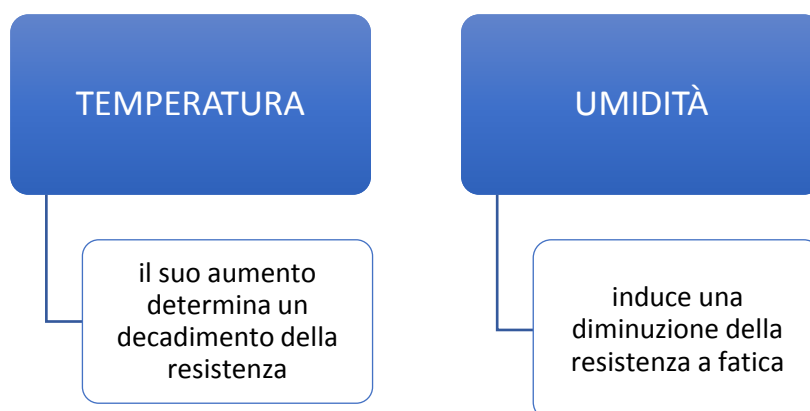 TEMPERATURA
il suo aumento
determina un
decadimento della
resistenza
UMIDITÀ
induce una
diminuzione della
resistenza a fatica